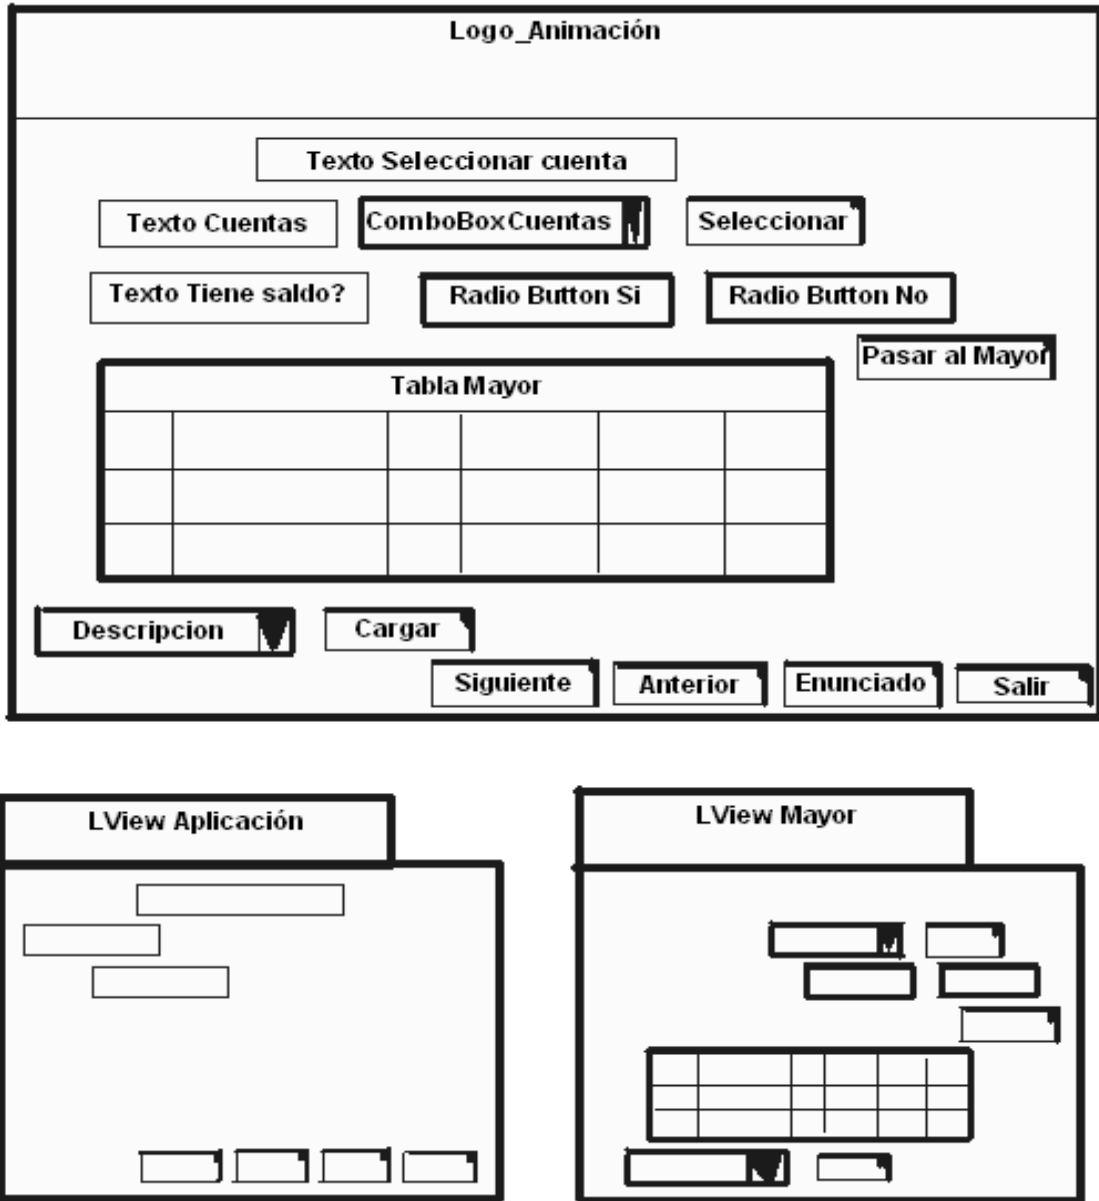 Logo_Animación
Texto Seleccionar cuenta
Texto Cuentas
ComboBoxCuentas
Seleccionar
Texto Tiene saldo?
Radio Button Si
Radio Button No
Pasar al Mayor
Tabla Mayor
Descripcion
Cargar
Siguiente
Anterior
Enunciado
Salir
LView Aplicación
LView Mayor